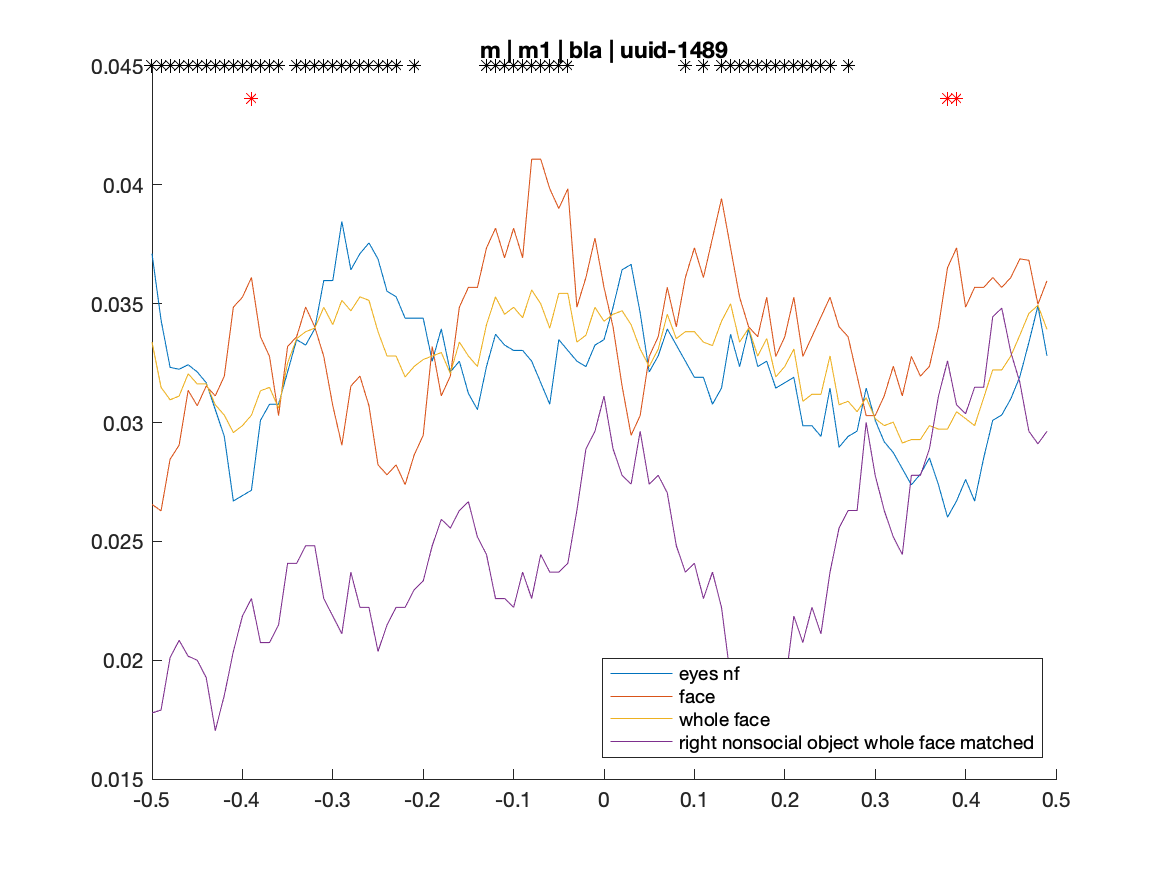 m | m1 | bla | uuid-1489
0.045
0.04
0.035
0.03
0.025
0.02
0.015
eyes nf
face
whole face
right nonsocial object whole face matched
-0.5 -0.4 -0.3 -0.2 -0.1 0 0.1 0.2 0.3 0.4 0.5